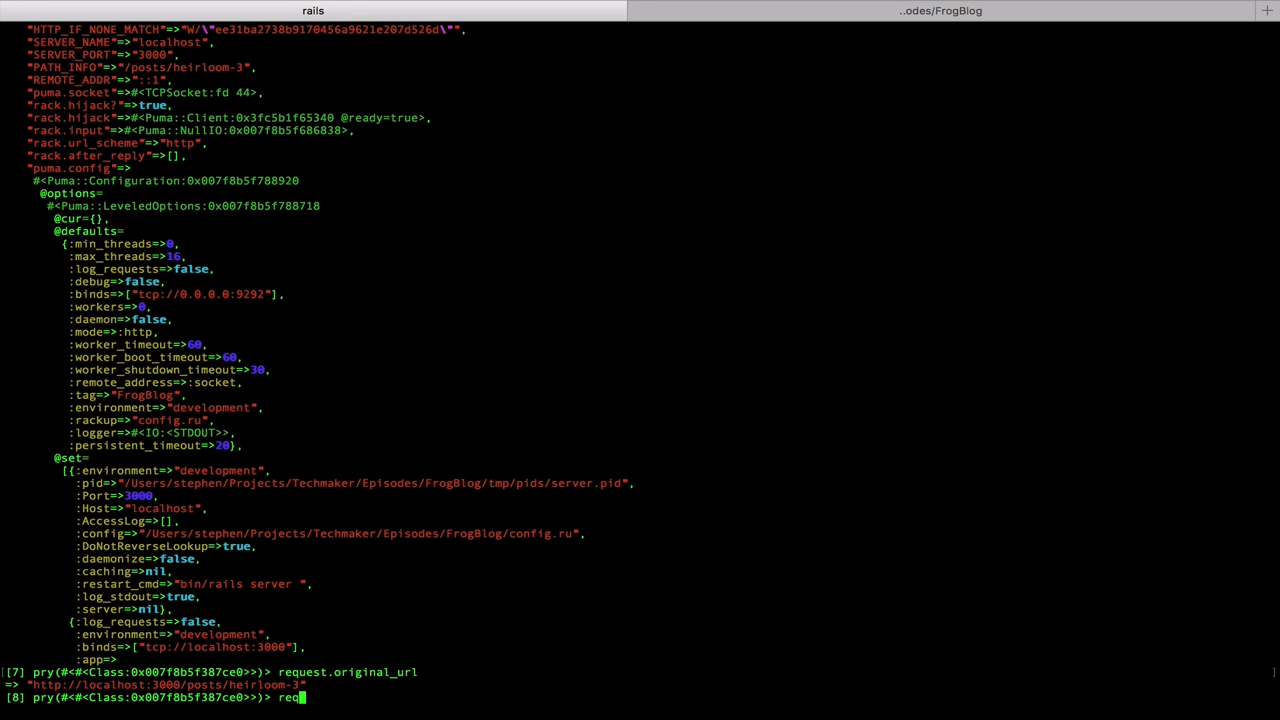 rails
..odes/FrogBlog
"HTTP_IF_NONE_MATCH"=>"W/\"ee31ba2738b9170456a9621e207d526d\"",
"SERVER_NAME"=>"localhost",
"SERVER_PORT"=>"3000",
"PATH_INFO"=>"/posts/heirloom-3",
"REMOTE_ADDR"=>"::1",
"puma.socket"=>#<TCPSocket:fd 44>,
"rack.hijack?"=>true,
"rack.hijack"=>#<Puma::Client:0x3fc5b1f65340 @ready=true>,
"rack.input"=>#<Puma::NullIO:0x007f8b5f686838>,
"rack.url_scheme"=>"http",
"rack.after_reply"=>[],
"puma.config"=>
#<Puma::Configuration:0x007f8b5f788920
@options=
#<Puma::LeveledOptions:0x007f8b5f788718
@cur={},
@defaults=
{:min_threads=>0,
:max_threads=>16,
:log_requests=>false,
:debug=>false,
:binds=>["tcp://0.0.0.0:9292"],
:workers=>0,
:daemon=>false,
:mode=>:http,
:worker_timeout=>60,
:worker_boot_timeout=>60,
:worker_shutdown_timeout=>30,
:remote_address=>:socket,
:tag=>"FrogBlog",
:environment=>"development",
:rackup=>"config.ru",
:logger=>#<IO:<STDOUT>>,
:persistent_timeout=>20},
@set=
[{:environment=>"development",
:pid=>"/Users/stephen/Projects/Techmaker/Episodes/FrogBlog/tmp/pids/server.pid",
:Port=>3000,
:Host=>"localhost",
:AccessLog=>[],
:config=>"/Users/stephen/Projects/Techmaker/Episodes/FrogBlog/config.ru",
:DoNotReverseLookup=>true,
:daemonize=>false,
:caching=>nil,
:restart_cmd=>"bin/rails server ",
:log_stdout=>true,
:server=>nil},
{:log_requests=>false,
:environment=>"development",
:binds=>["tcp://localhost:3000"],
:app=>
[[7] pry(#<#<Class:0x007f8b5f387ce0>>)> request.original_url ]
=> "http://localhost:3000/posts/heirloom-3"
[8] pry(#<#<Class:0x007f8b5f387ce0>>)> req